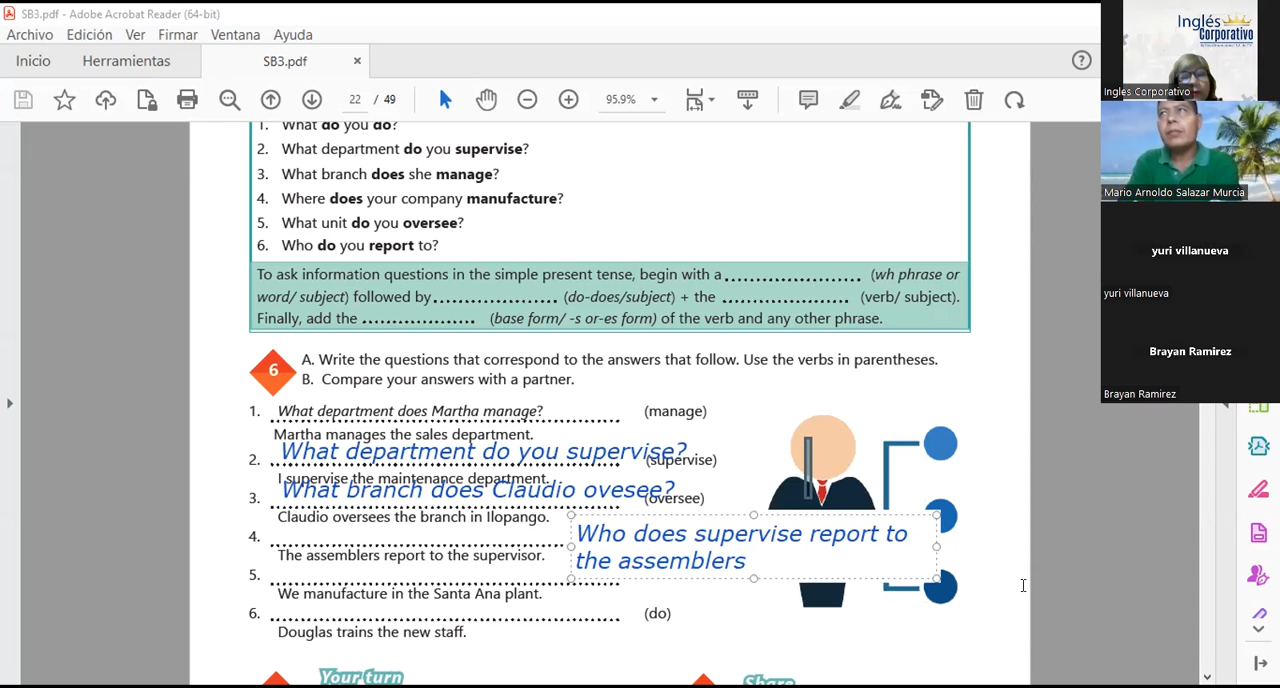 SB3.pdf - Adobe Acrobat Reader (64-bit)
Archivo Edición Ver Firmar Ventana Ayuda
Inicio Herramientas SB3.pdf ×
22 / 49 95.9%
1. What do you do?
2. What department do you supervise?
3. What branch does she manage?
4. Where does your company manufacture?
5. What unit do you oversee?
6. Who do you report to?
To ask information questions in the simple present tense, begin with a ..................... (wh phrase or
word/ subject) followed by ................... (do-does/subject) + the ................... (verb/ subject).
Finally, add the ................. (base form/ -s or-es form) of the verb and any other phrase.
6 A. Write the questions that correspond to the answers that follow. Use the verbs in parentheses.
B. Compare your answers with a partner.
1. What department does Martha manage? (manage)
Martha manages the sales department.
2. What department do you supervise? (supervise)
I supervise the maintenance department.
3. What branch does Claudio ovesee? (oversee)
Claudio oversees the branch in Ilopango.
4.
Who does supervise report to
the assemblers
The assemblers report to the supervisor.
5.
We manufacture in the Santa Ana plant.
6. (do)
Douglas trains the new staff.
Your turn
Share
Inglés
Corporativo
Ingles Corporativo
Mario Arnoldo Salazar Murcia
yuri villanueva
yuri villanueva
Brayan Ramirez
Brayan Ramirez